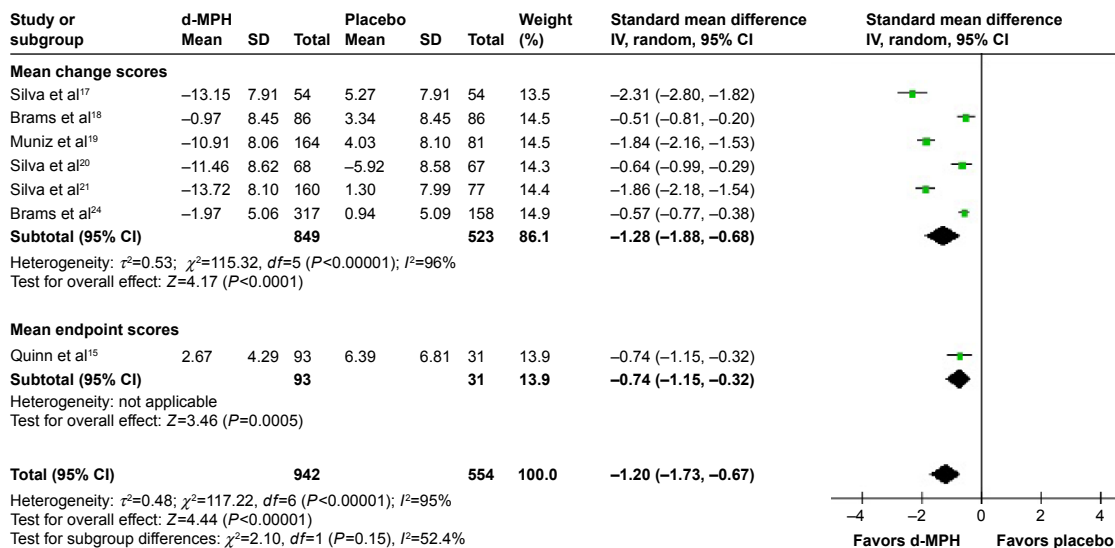 Study or d-MPH Placebo Weight Standard mean difference Standard mean difference
subgroup Mean SD Total Mean SD Total (%) IV, random, 95% CI IV, random, 95% CI
Mean change scores
Silva et al¹⁷ –13.15 7.91 54 5.27 7.91 54 13.5 –2.31 (–2.80, –1.82)
Brams et al¹⁸ –0.97 8.45 86 3.34 8.45 86 14.5 –0.51 (–0.81, –0.20)
Muniz et al¹⁹ –10.91 8.06 164 4.03 8.10 81 14.5 –1.84 (–2.16, –1.53)
Silva et al²⁰ –11.46 8.62 68 –5.92 8.58 67 14.3 –0.64 (–0.99, –0.29)
Silva et al²¹ –13.72 8.10 160 1.30 7.99 77 14.4 –1.86 (–2.18, –1.54)
Brams et al²⁴ –1.97 5.06 317 0.94 5.09 158 14.9 –0.57 (–0.77, –0.38)
Subtotal (95% CI) 849 523 86.1 –1.28 (–1.88, –0.68)
Heterogeneity: τ²=0.53; χ²=115.32, df=5 (P<0.00001); I²=96%
Test for overall effect: Z=4.17 (P<0.0001)
Mean endpoint scores
Quinn et al¹⁵ 2.67 4.29 93 6.39 6.81 31 13.9 –0.74 (–1.15, –0.32)
Subtotal (95% CI) 93 31 13.9 –0.74 (–1.15, –0.32)
Heterogeneity: not applicable
Test for overall effect: Z=3.46 (P=0.0005)
Total (95% CI) 942 554 100.0 –1.20 (–1.73, –0.67)
Heterogeneity: τ²=0.48; χ²=117.22, df=6 (P<0.00001); I²=95%
Test for overall effect: Z=4.44 (P<0.00001)
Test for subgroup differences: χ²=2.10, df=1 (P=0.15), I²=52.4%
–4 –2 0 2 4
Favors d-MPH Favors placebo